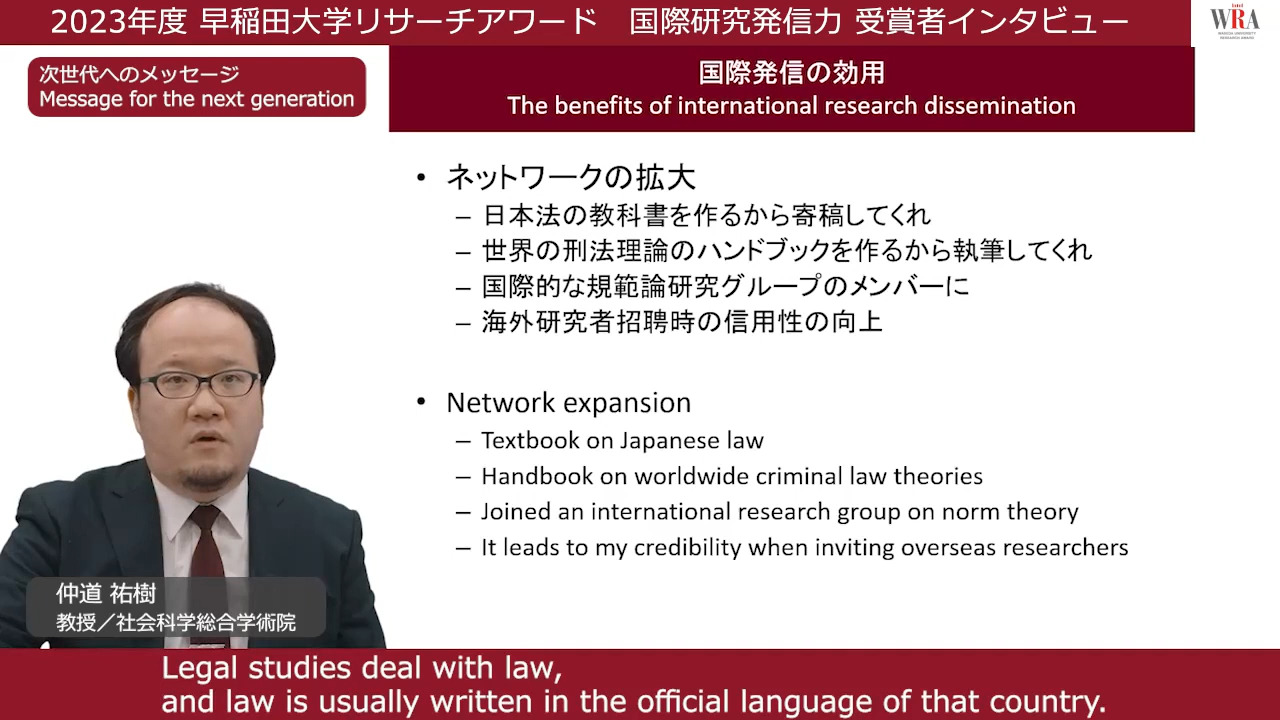 2023年度 早稲田大学リサーチアワード　国際研究発信力 受賞者インタビュー
WRA
次世代へのメッセージ
Message for the next generation
国際発信の効用
The benefits of international research dissemination
• ネットワークの拡大
– 日本法の教科書を作るから寄稿してくれ
– 世界の刑法理論のハンドブックを作るから執筆してくれ
– 国際的な規範論研究グループのメンバーに
– 海外研究者招聘時の信用性の向上
• Network expansion
– Textbook on Japanese law
– Handbook on worldwide criminal law theories
– Joined an international research group on norm theory
– It leads to my credibility when inviting overseas researchers
仲道 祐樹
教授／社会科学総合学術院
Legal studies deal with law,
and law is usually written in the official language of that country.